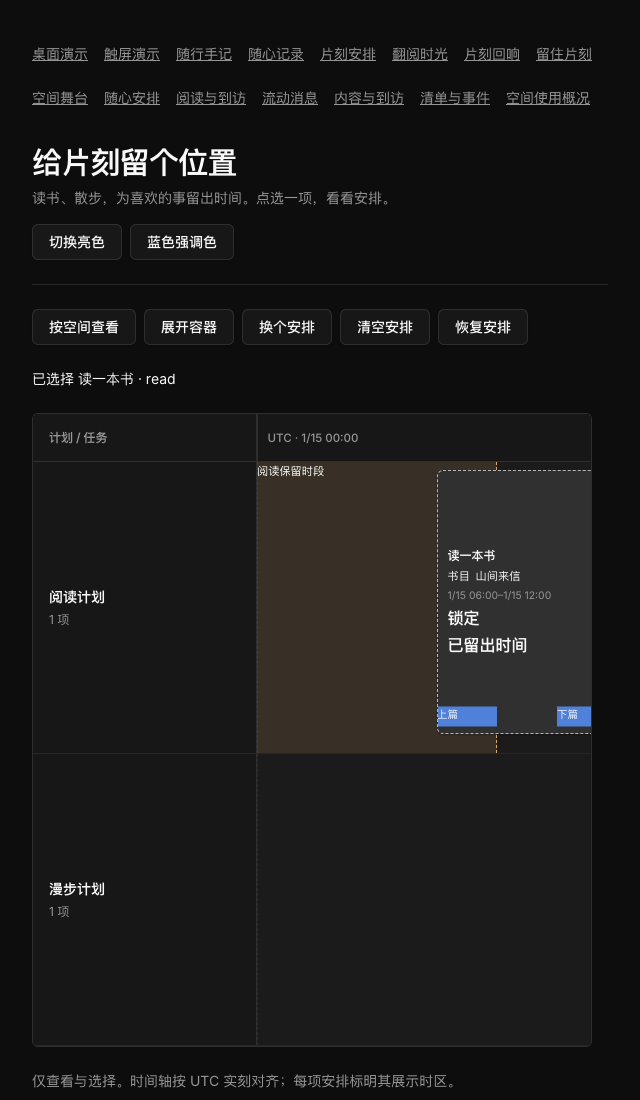 桌面演示 触屏演示 随行手记 随心记录 片刻安排 翻阅时光 片刻回响 留住片刻
空间舞台 随心安排 阅读与到访 流动消息 内容与到访 清单与事件 空间使用概况
给片刻留个位置
读书、散步，为喜欢的事留出时间。点选一项，看看安排。
切换亮色 蓝色强调色
按空间查看 展开容器 换个安排 清空安排 恢复安排
已选择 读一本书 · read
计划 / 任务 UTC · 1/15 00:00
阅读保留时段
读一本书
书目 山间来信
1/15 06:00–1/15 12:00
阅读计划
1 项
锁定
已留出时间
上篇 下篇
漫步计划
1 项
仅查看与选择。时间轴按 UTC 实刻对齐；每项安排标明其展示时区。